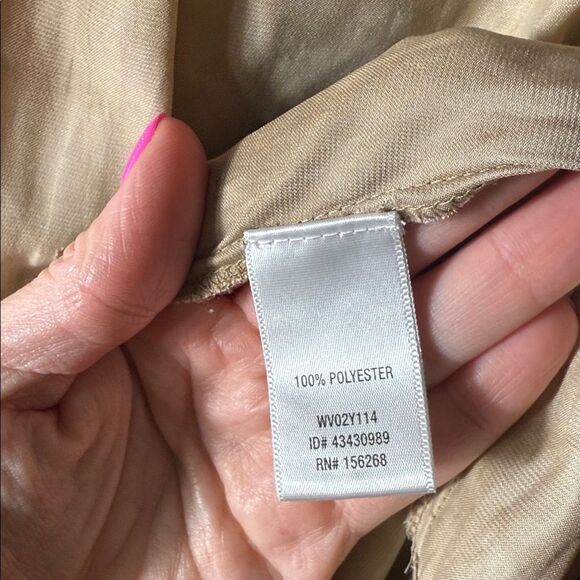 100% POLYESTER
WV02Y114
ID# 43430989
RN# 156268